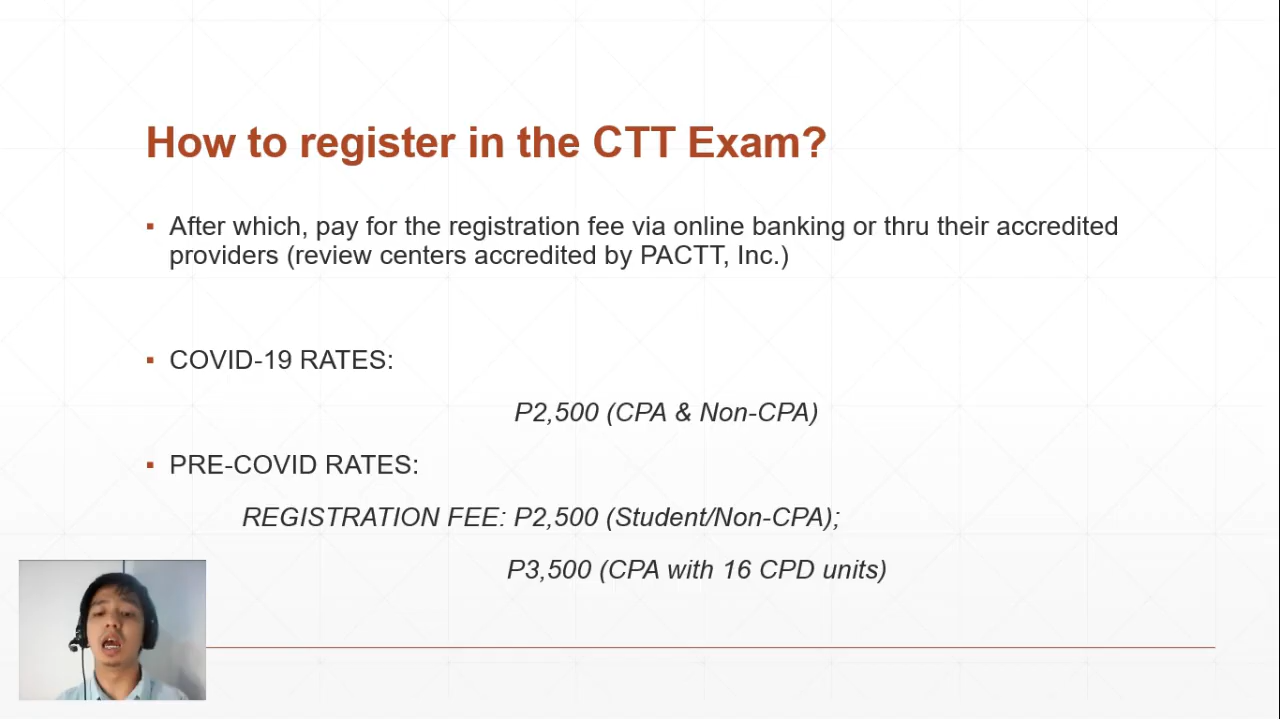 How to register in the CTT Exam?
▪ After which, pay for the registration fee via online banking or thru their accredited
providers (review centers accredited by PACTT, Inc.)
▪ COVID-19 RATES:
P2,500 (CPA & Non-CPA)
▪ PRE-COVID RATES:
REGISTRATION FEE: P2,500 (Student/Non-CPA);
P3,500 (CPA with 16 CPD units)